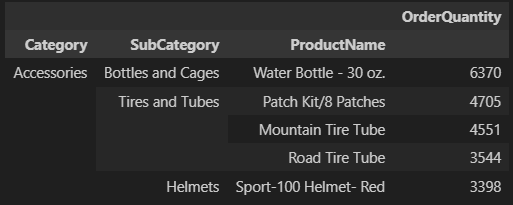 OrderQuantity
Category SubCategory ProductName
Accessories Bottles and Cages Water Bottle - 30 oz. 6370
Tires and Tubes Patch Kit/8 Patches 4705
Mountain Tire Tube 4551
Road Tire Tube 3544
Helmets Sport-100 Helmet- Red 3398